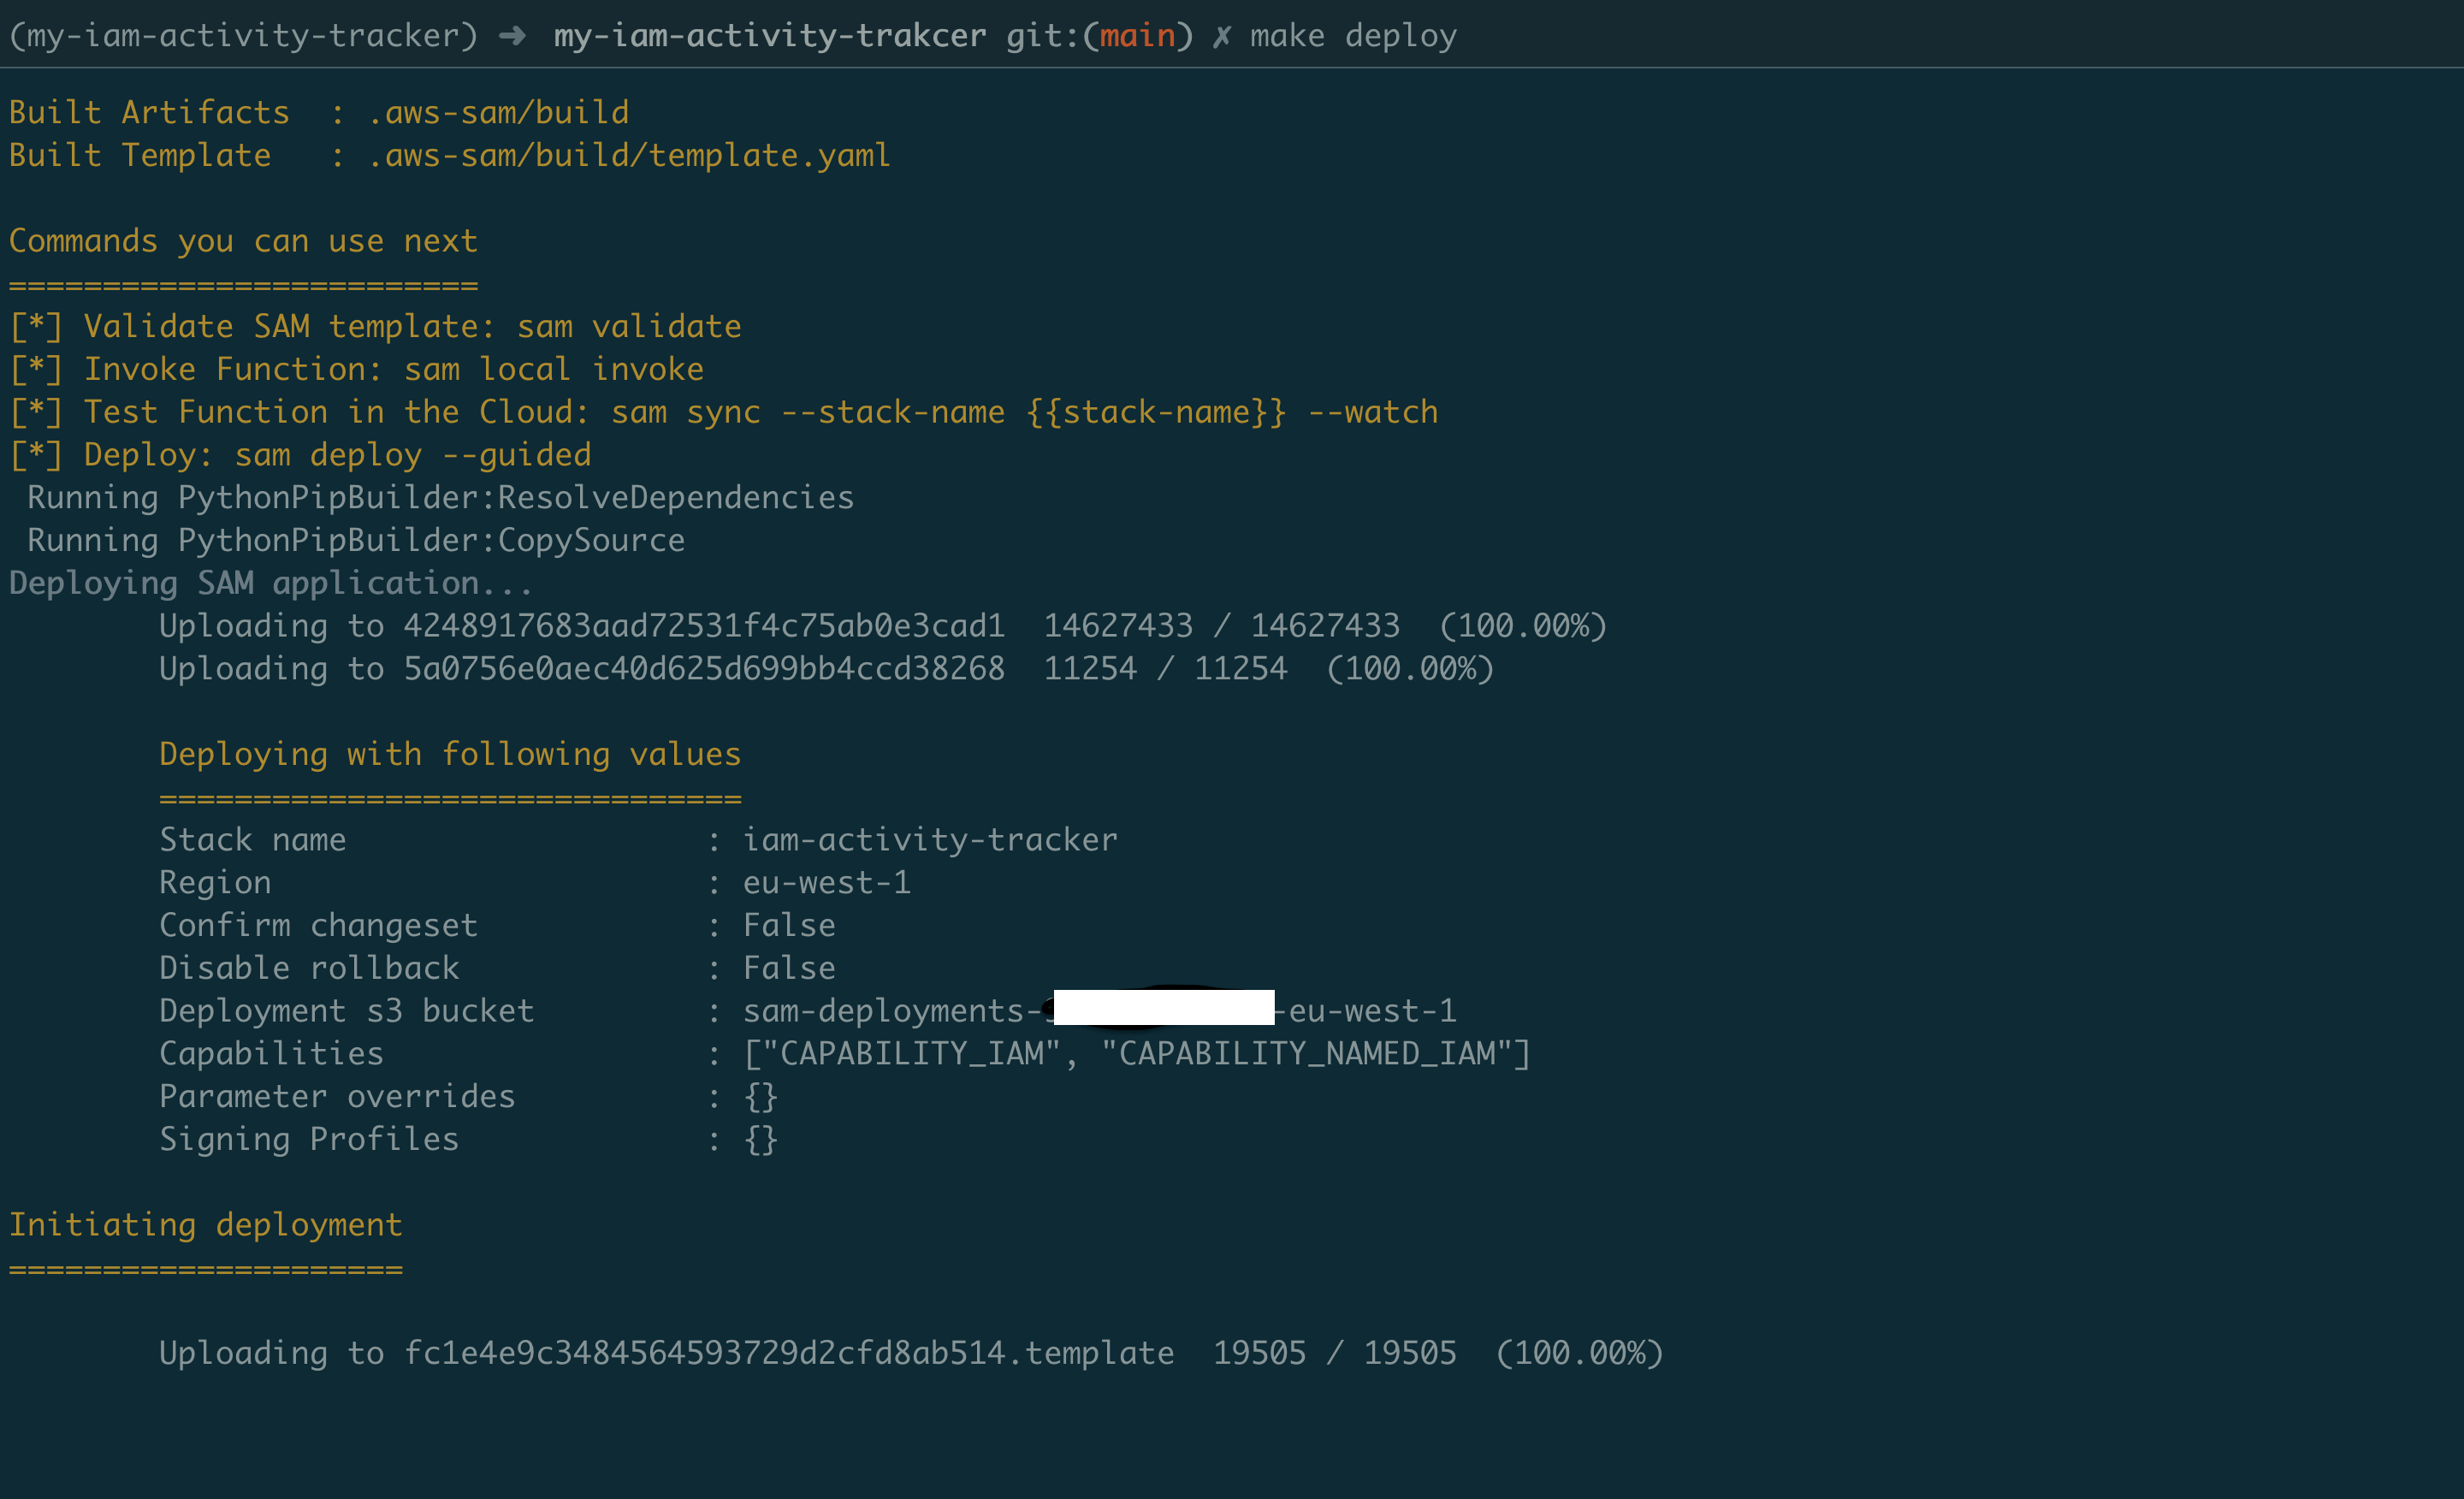 (my-iam-activity-tracker) ➜ my-iam-activity-trakcer git:(main) ✗ make deploy
Built Artifacts  : .aws-sam/build
Built Template   : .aws-sam/build/template.yaml
Commands you can use next
=========================
[*] Validate SAM template: sam validate
[*] Invoke Function: sam local invoke
[*] Test Function in the Cloud: sam sync --stack-name {{stack-name}} --watch
[*] Deploy: sam deploy --guided
Running PythonPipBuilder:ResolveDependencies
Running PythonPipBuilder:CopySource
Deploying SAM application...
Uploading to 4248917683aad72531f4c75ab0e3cad1  14627433 / 14627433  (100.00%)
Uploading to 5a0756e0aec40d625d699bb4ccd38268  11254 / 11254  (100.00%)
Deploying with following values
===============================
Stack name                   : iam-activity-tracker
Region                       : eu-west-1
Confirm changeset            : False
Disable rollback             : False
Deployment s3 bucket         : sam-deployments- -eu-west-1
Capabilities                 : ["CAPABILITY_IAM", "CAPABILITY_NAMED_IAM"]
Parameter overrides          : {}
Signing Profiles             : {}
Initiating deployment
=====================
Uploading to fc1e4e9c3484564593729d2cfd8ab514.template  19505 / 19505  (100.00%)